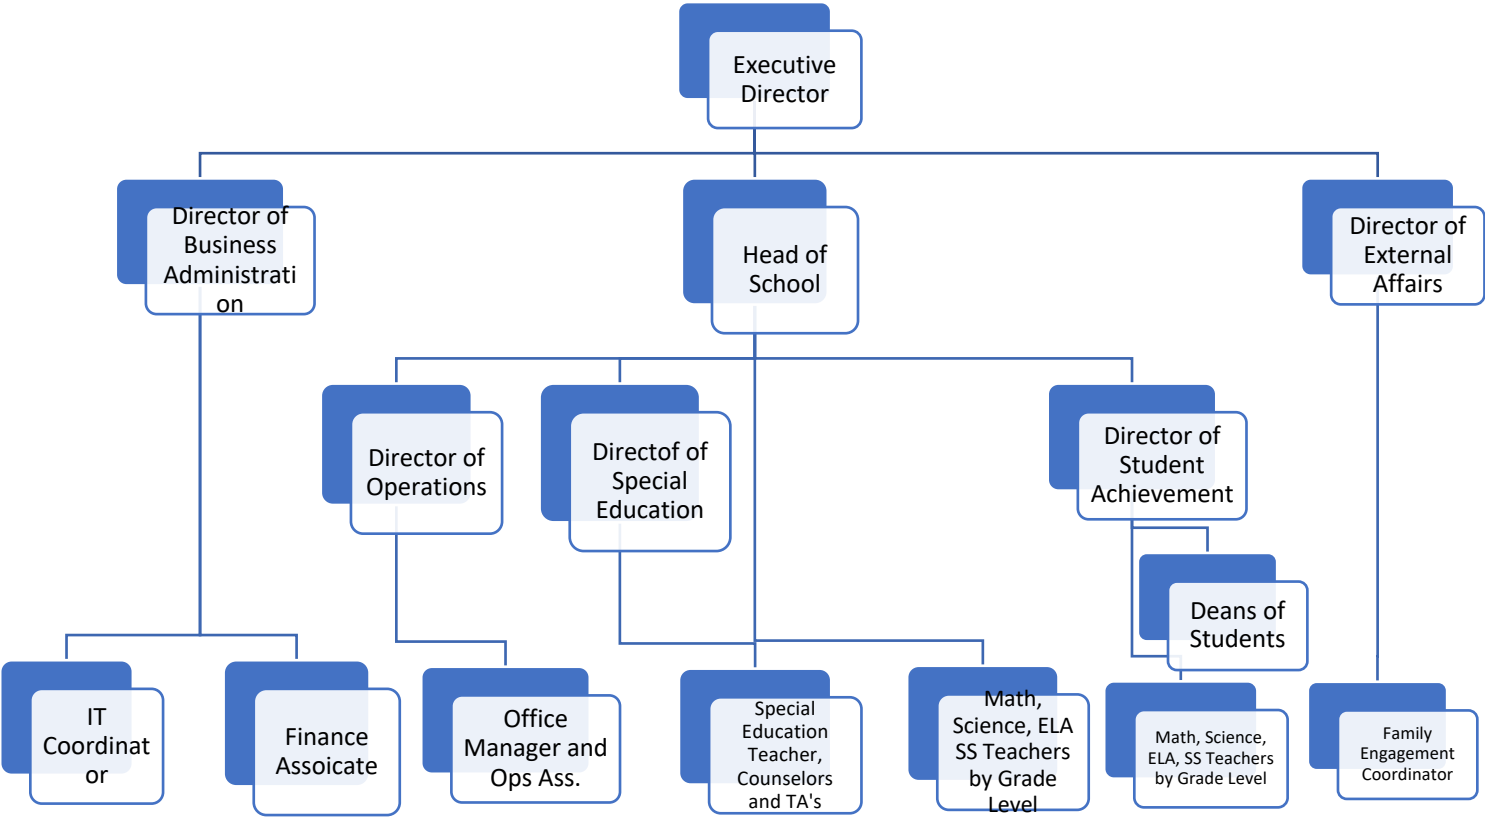 Executive
Director
Director of
Business
Administrati
on
Head of
School
Director of
External
Affairs
Director of
Operations
Directof of
Special
Education
Director of
Student
Achievement
Deans of
Students
IT
Coordinat
or
Finance
Assoicate
Office
Manager and
Ops Ass.
Special
Education
Teacher,
Counselors
and TA's
Math,
Science, ELA
SS Teachers
by Grade
Level
Math, Science,
ELA, SS Teachers
by Grade Level
Family
Engagement
Coordinator